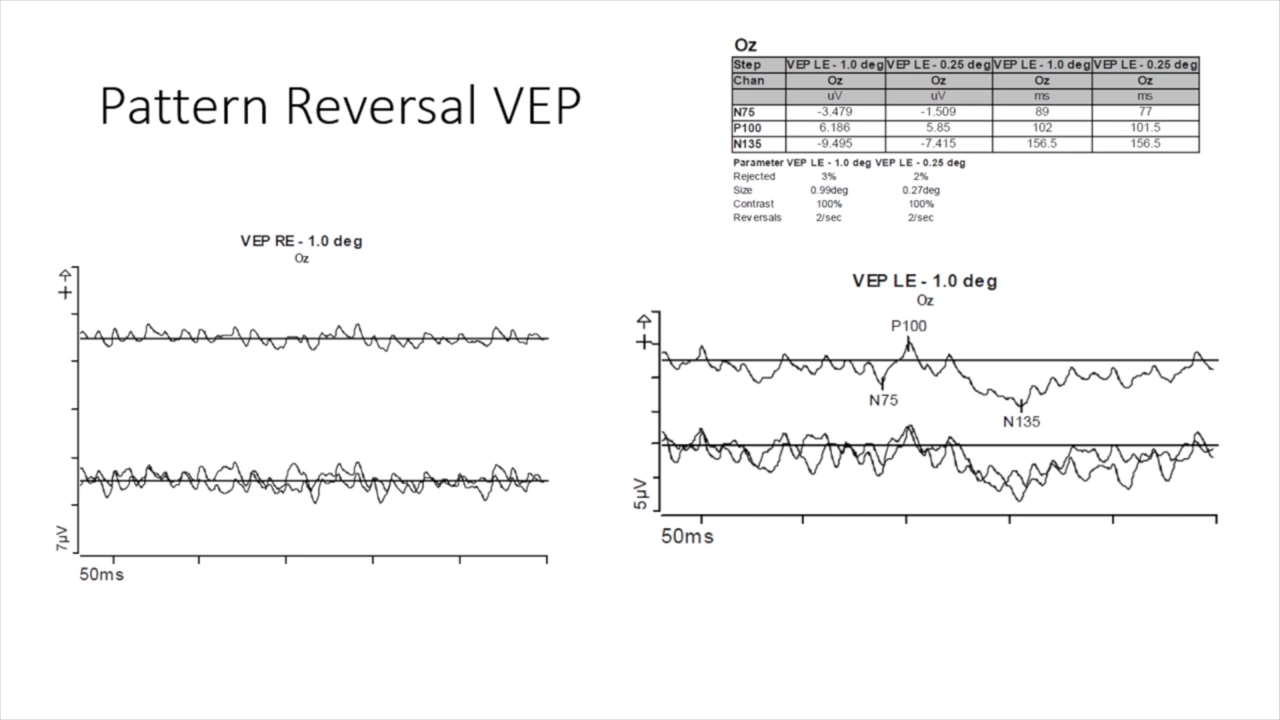 Pattern Reversal VEP
Oz
Step VEP LE - 1.0 deg VEP LE - 0.25 deg VEP LE - 1.0 deg VEP LE - 0.25 deg
Chan Oz Oz Oz Oz
uV uV ms ms
N75 -3.479 -1.509 89 77
P100 6.186 5.85 102 101.5
N135 -9.495 -7.415 156.5 156.5
Parameter VEP LE - 1.0 deg VEP LE - 0.25 deg
Rejected 3% 2%
Size 0.99deg 0.27deg
Contrast 100% 100%
Reversals 2/sec 2/sec
VEP RE - 1.0 deg
Oz
+
7µV
50ms
VEP LE - 1.0 deg
Oz
+
P100
N75
N135
5µV
50ms